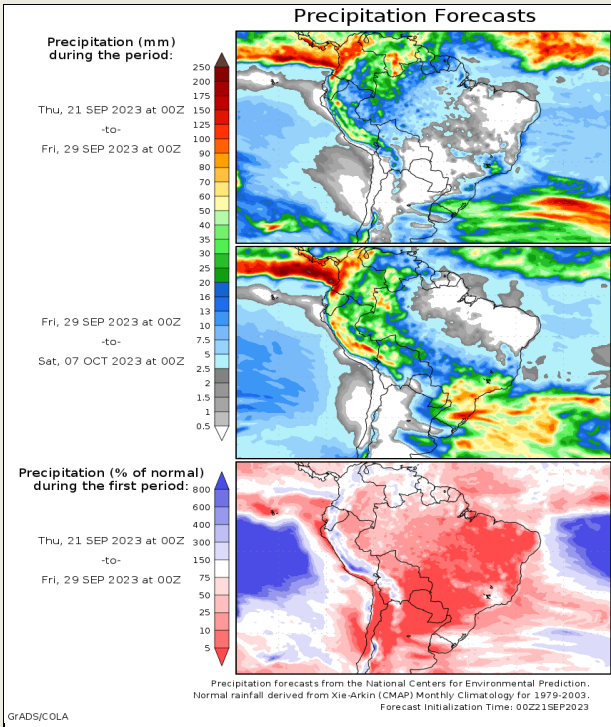 Precipitation Forecasts
Precipitation (mm)
during the period:
Thu, 21 SEP 2023 at 00Z
-to-
Fri, 29 SEP 2023 at 00Z
250
200
175
150
125
100
90
80
70
60
50
40
35
30
25
20
16
13
10
7.5
5
2.5
2
1.5
1
0.5
Fri, 29 SEP 2023 at 00Z
-to-
Sat, 07 OCT 2023 at 00Z
Precipitation (% of normal)
during the first period:
Thu, 21 SEP 2023 at 00Z
-to-
Fri, 29 SEP 2023 at 00Z
800
600
400
300
150
75
50
25
10
5
Precipitation forecasts from the National Centers for Environmental Prediction.
Normal rainfall derived from Xie-Arkin (CMAP) Monthly Climatology for 1979-2003.
Forecast Initialization Time: 00Z21SEP2023
GrADS/COLA